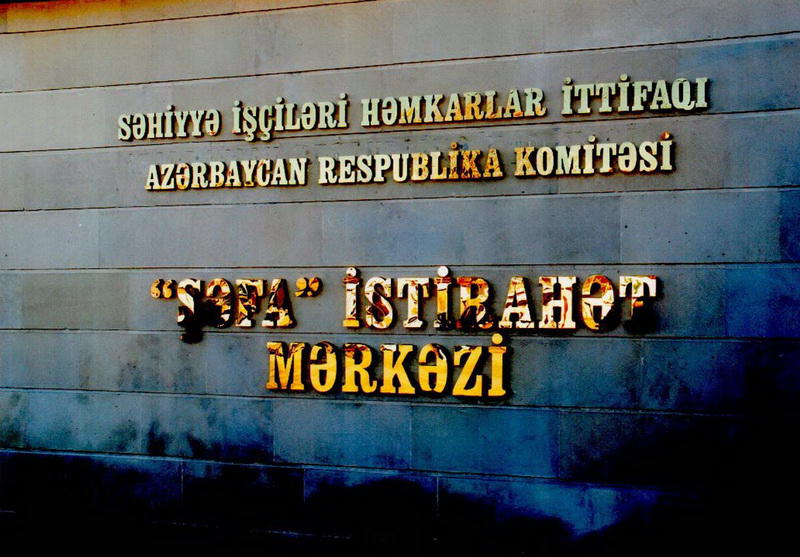 SƏHİYYƏ İŞÇİLƏRİ HƏMKARLAR İTTİFAQI
AZƏRBAYCAN RESPUBLİKA KOMİTƏSİ
“ŞƏFA” İSTİRAHƏT
MƏRKƏZİ